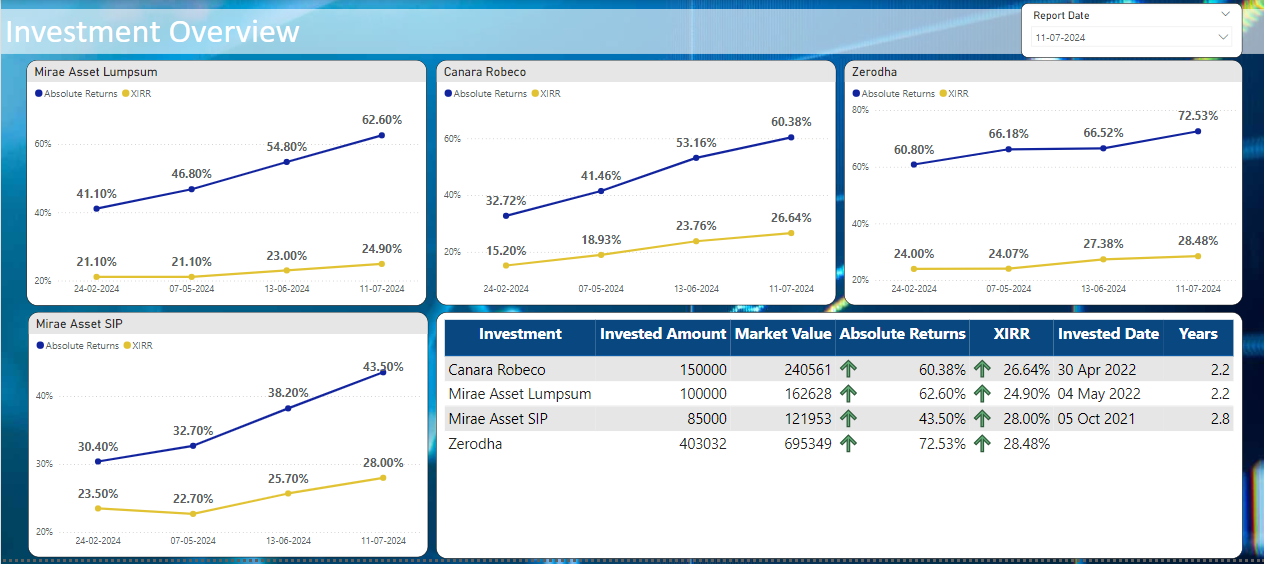 Investment Overview
Report Date
11-07-2024
Mirae Asset Lumpsum
Absolute Returns XIRR
62.60%
54.80%
46.80%
41.10%
60%
40%
24.90%
23.00%
21.10% 21.10%
20%
24-02-2024 07-05-2024 13-06-2024 11-07-2024
Canara Robeco
Absolute Returns XIRR
60.38%
53.16%
41.46%
32.72%
60%
40%
26.64%
23.76%
18.93%
15.20%
20%
24-02-2024 07-05-2024 13-06-2024 11-07-2024
Zerodha
Absolute Returns XIRR
80%
72.53%
60.80% 66.18% 66.52%
60%
40%
24.00% 24.07% 27.38% 28.48%
20%
24-02-2024 07-05-2024 13-06-2024 11-07-2024
Mirae Asset SIP
Absolute Returns XIRR
43.50%
38.20%
32.70%
30.40%
40%
30%
28.00%
25.70%
23.50% 22.70%
20%
24-02-2024 07-05-2024 13-06-2024 11-07-2024
Investment Invested Amount Market Value Absolute Returns XIRR Invested Date Years
Canara Robeco 150000 240561 60.38% 26.64% 30 Apr 2022 2.2
Mirae Asset Lumpsum 100000 162628 62.60% 24.90% 04 May 2022 2.2
Mirae Asset SIP 85000 121953 43.50% 28.00% 05 Oct 2021 2.8
Zerodha 403032 695349 72.53% 28.48%